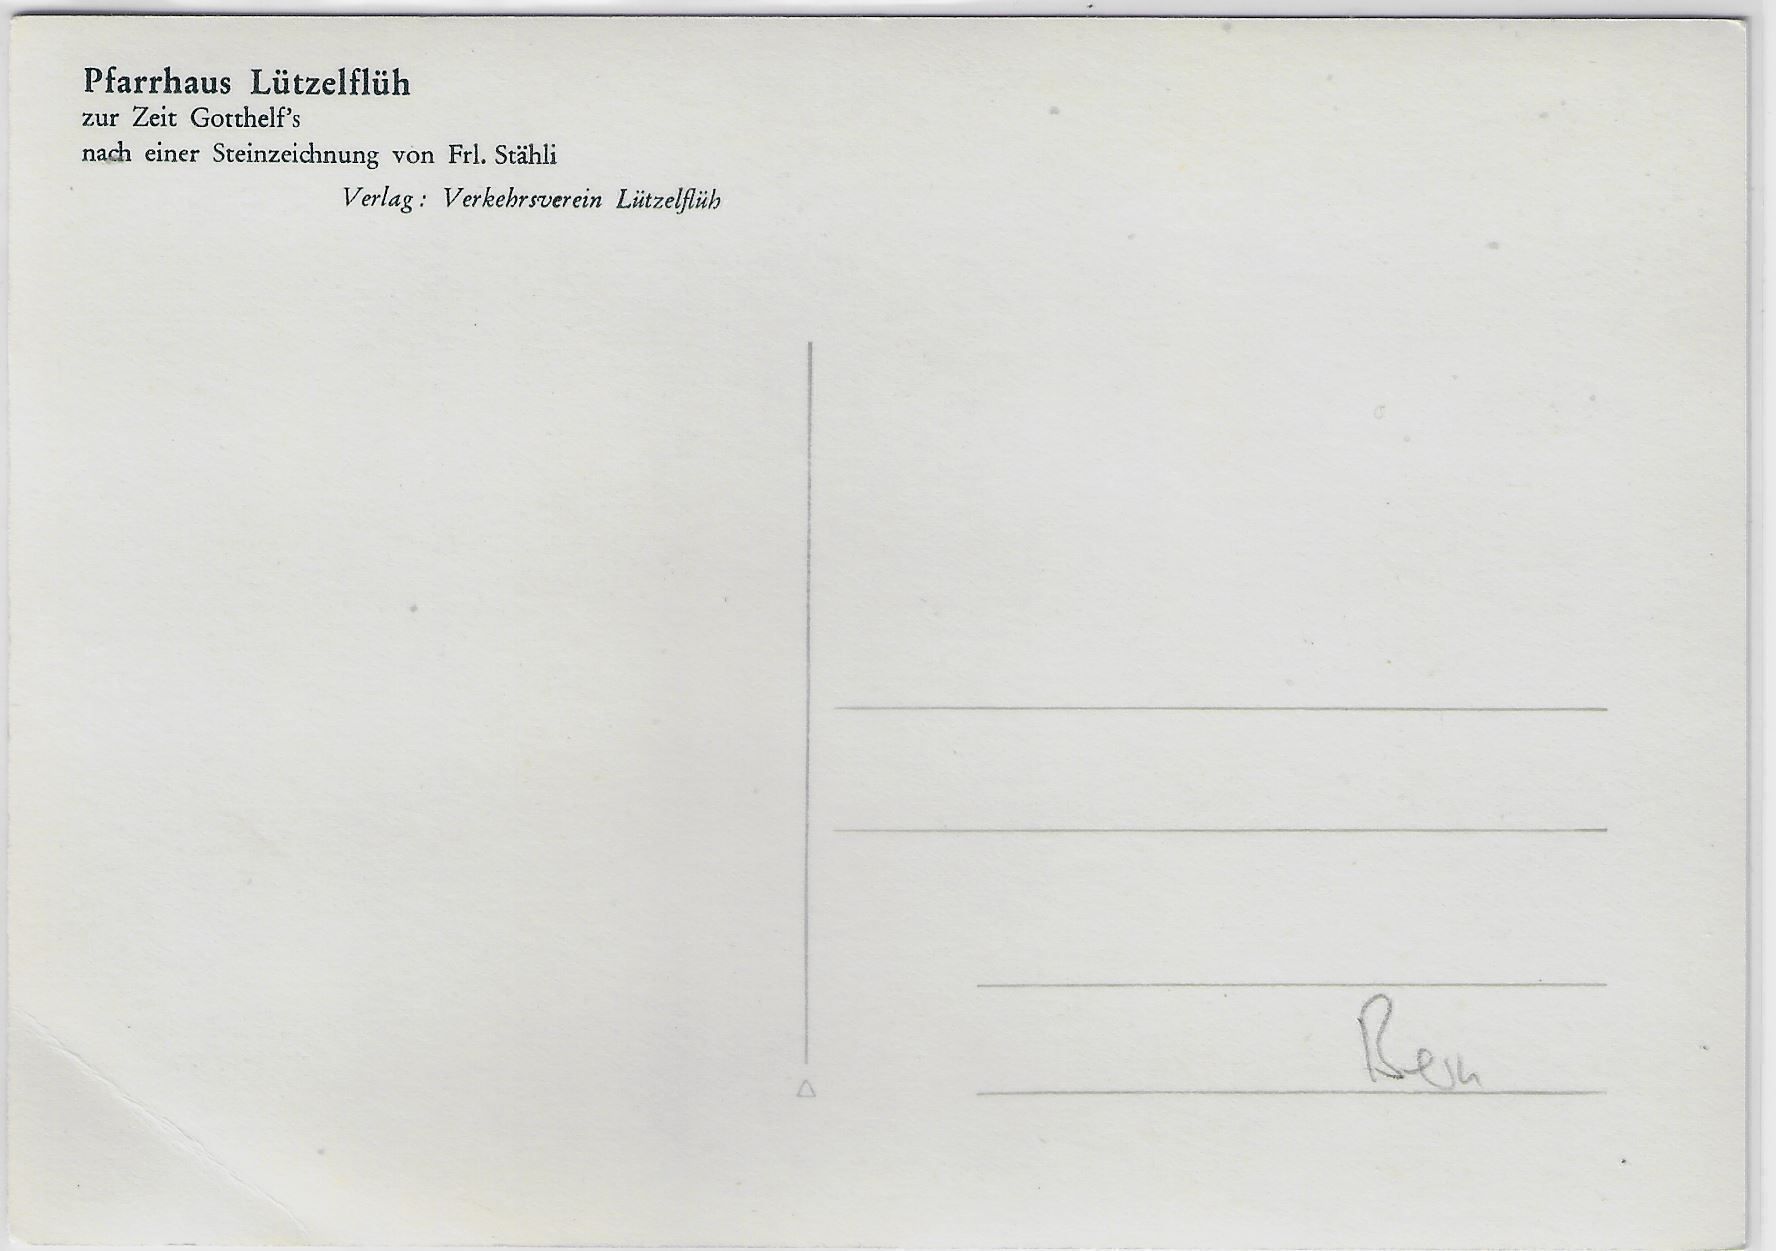 Pfarrhaus Lützelflüh
zur Zeit Gotthelf's
nach einer Steinzeichnung von Frl. Stähli
Verlag: Verkehrsverein Lützelflüh
Bern